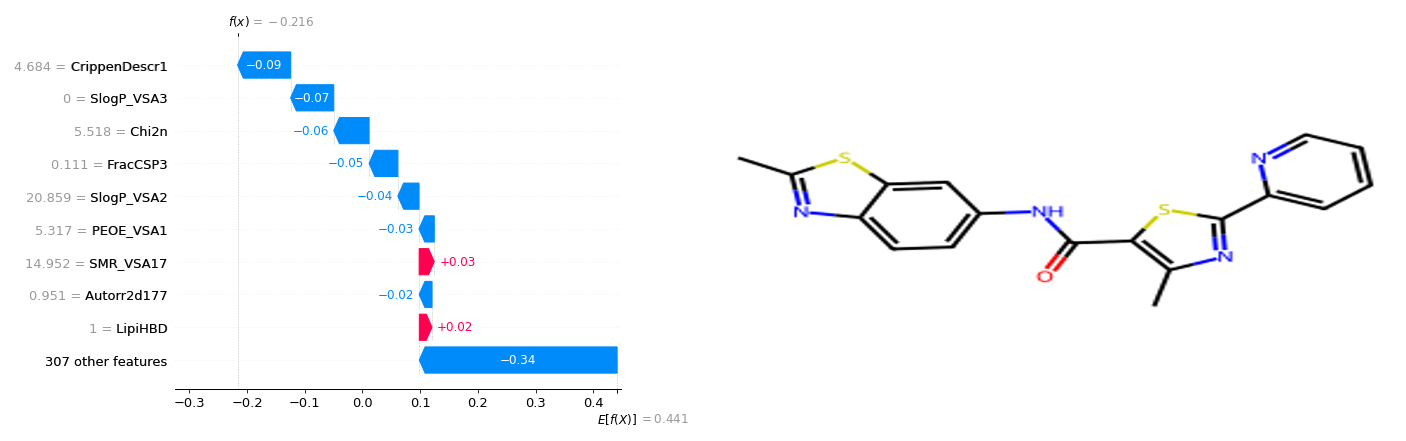 f(x) = −0.216
4.684 = CrippenDescr1
−0.09
0 = SlogP_VSA3
−0.07
5.518 = Chi2n
−0.06
0.111 = FracCSP3
−0.05
20.859 = SlogP_VSA2
−0.04
5.317 = PEOE_VSA1
−0.03
14.952 = SMR_VSA17
+0.03
0.951 = Autorr2d177
−0.02
1 = LipiHBD
+0.02
307 other features
−0.34
−0.3 −0.2 −0.1 0.0 0.1 0.2 0.3 0.4
E[f(X)] = 0.441
S
N
NH
O
S
N
N